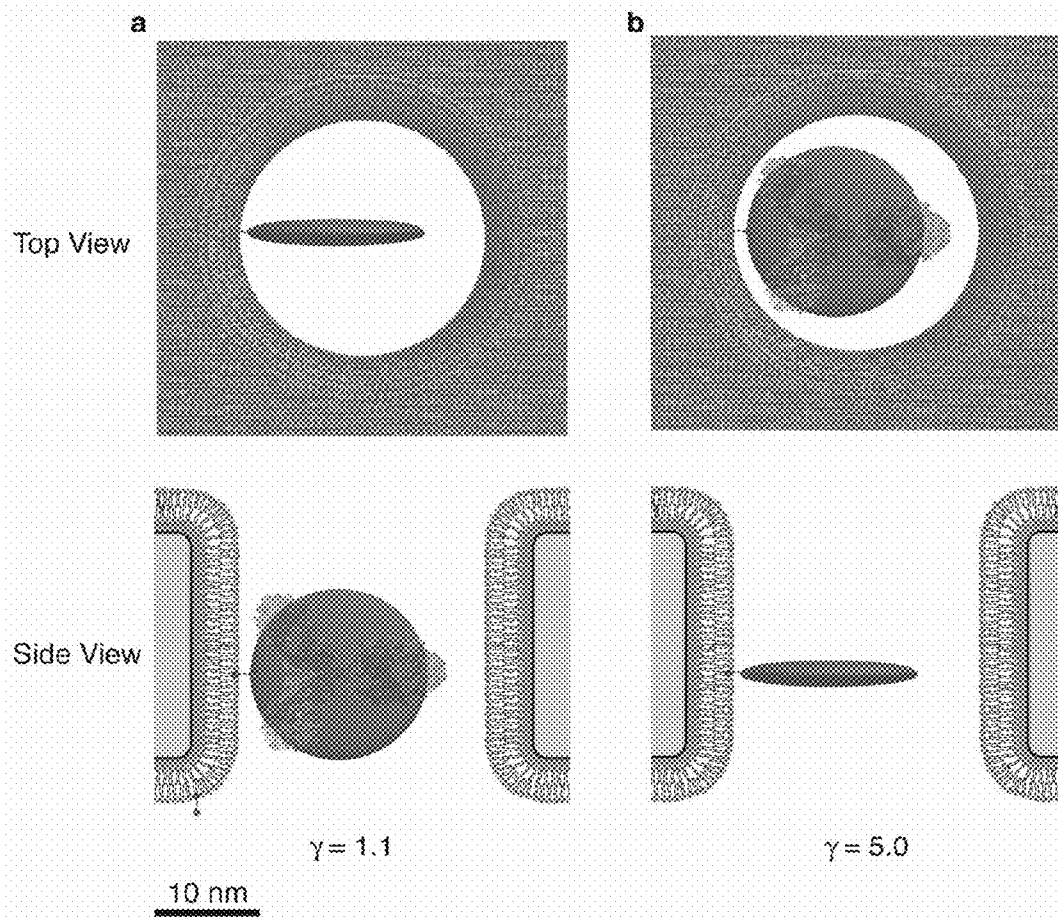 a
b
Top View
Side View
γ = 1.1
γ = 5.0
10 nm